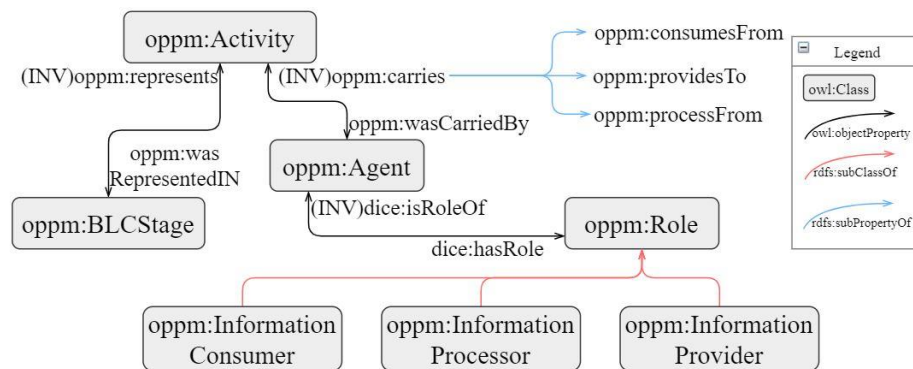 oppm:Activity
(INV)oppm:represents
(INV)oppm:carries
oppm:consumesFrom
oppm:providesTo
oppm:processFrom
oppm:wasCarriedBy
oppm:was
RepresentedIN
oppm:Agent
oppm:BLCStage
(INV)dice:isRoleOf
dice:hasRole
oppm:Role
oppm:Information
Consumer
oppm:Information
Processor
oppm:Information
Provider
Legend
owl:Class
owl:objectProperty
rdfs:subClassOf
rdfs:subPropertyOf